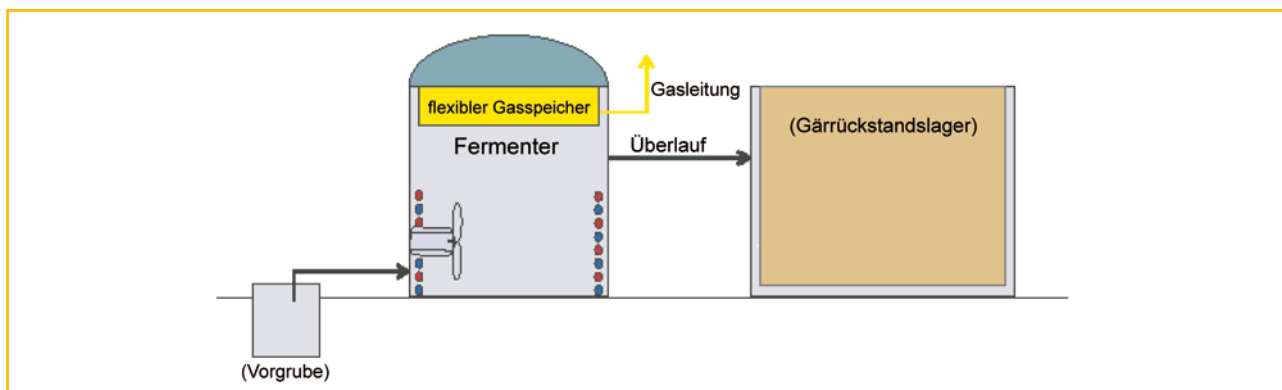 Gasleitung
flexibler Gasspeicher
Fermenter
Überlauf
(Gärrückstandslager)
(Vorgrube)